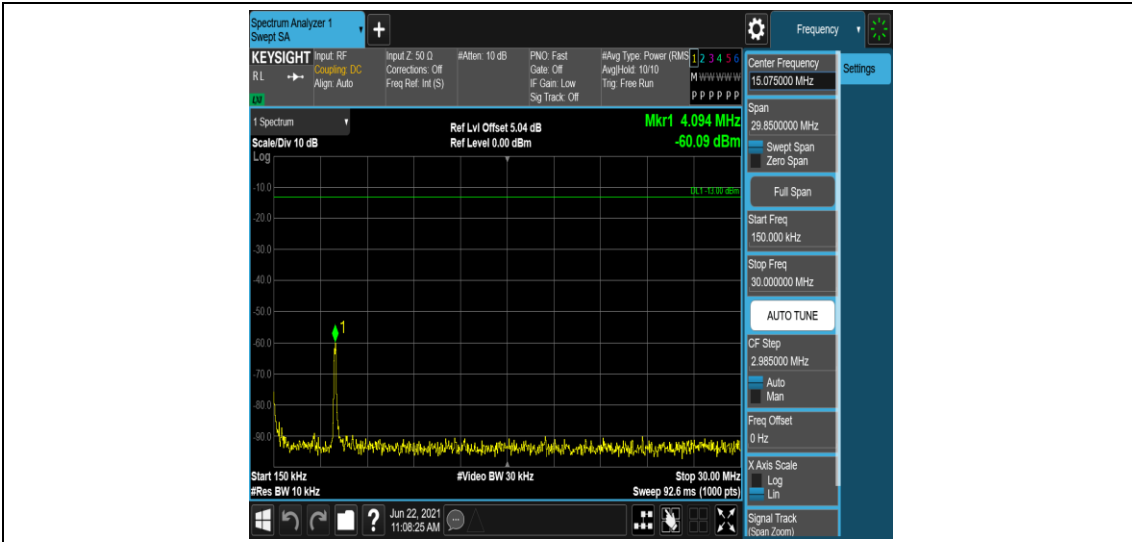 Spectrum Analyzer 1
Swept SA
+
Frequency
KEYSIGHT
RL
LXI
Input: RF
Coupling: DC
Align: Auto
Input Z: 50 Ω
Corrections: Off
Freq Ref: Int (S)
#Atten: 10 dB
PNO: Fast
Gate: Off
IF Gain: Low
Sig Track: Off
#Avg Type: Power (RMS
Avg|Hold: 10/10
Trig: Free Run
1 2 3 4 5 6
M W W W W W
P P P P P P
1 Spectrum
Scale/Div 10 dB
Log
Ref Lvl Offset 5.04 dB
Ref Level 0.00 dBm
Mkr1 4.094 MHz
-60.09 dBm
DL1 -13.00 dBm
-10.0
-20.0
-30.0
-40.0
-50.0
-60.0
-70.0
-80.0
-90.0
1
Start 150 kHz
#Res BW 10 kHz
#Video BW 30 kHz
Stop 30.00 MHz
Sweep 92.6 ms (1000 pts)
?
Jun 22, 2021
11:08:25 AM
Center Frequency
15.075000 MHz
Settings
Span
29.8500000 MHz
Swept Span
Zero Span
Full Span
Start Freq
150.000 kHz
Stop Freq
30.000000 MHz
AUTO TUNE
CF Step
2.985000 MHz
Auto
Man
Freq Offset
0 Hz
X Axis Scale
Log
Lin
Signal Track
(Span Zoom)